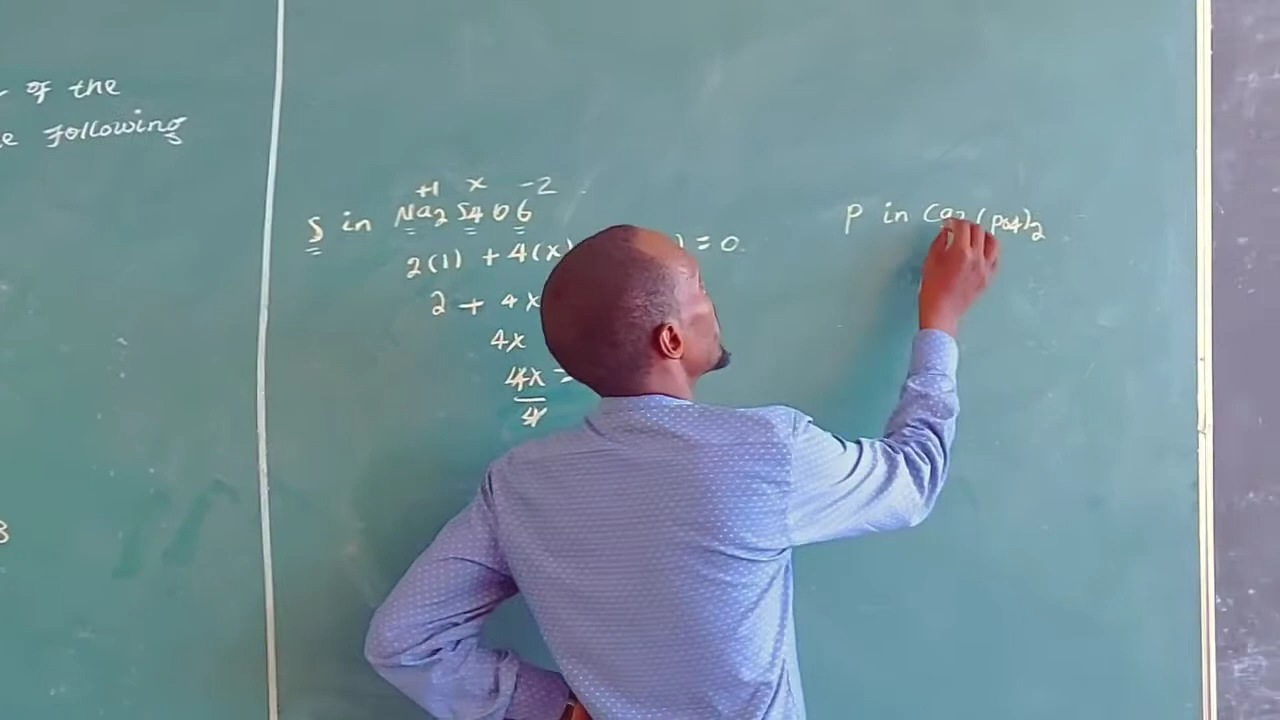 of the
following
+1 x -2
S in Na2 S4 O6
2(1) + 4(x) ) = 0
2 + 4x
4x
4x =
4
P in Ca3(PO4)2